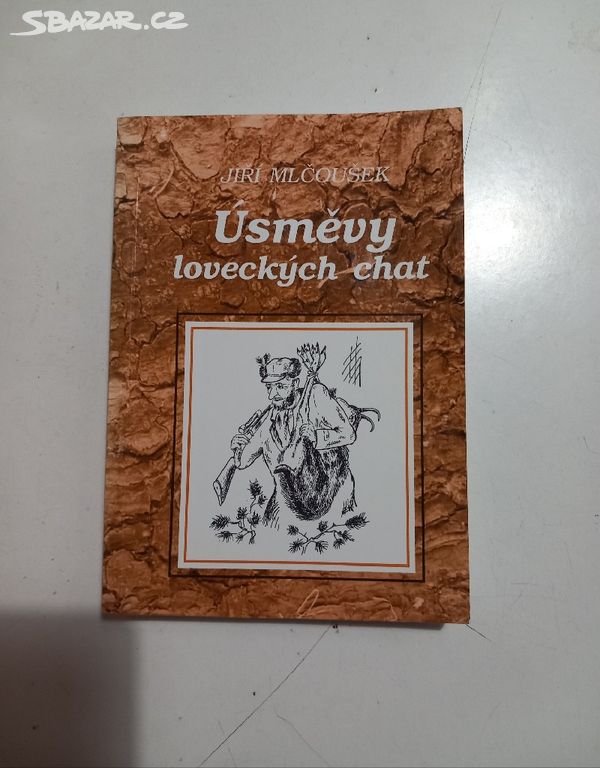 SBAZAR.CZ
JIŘÍ MLČOUŠEK
Úsměvy
loveckých chat